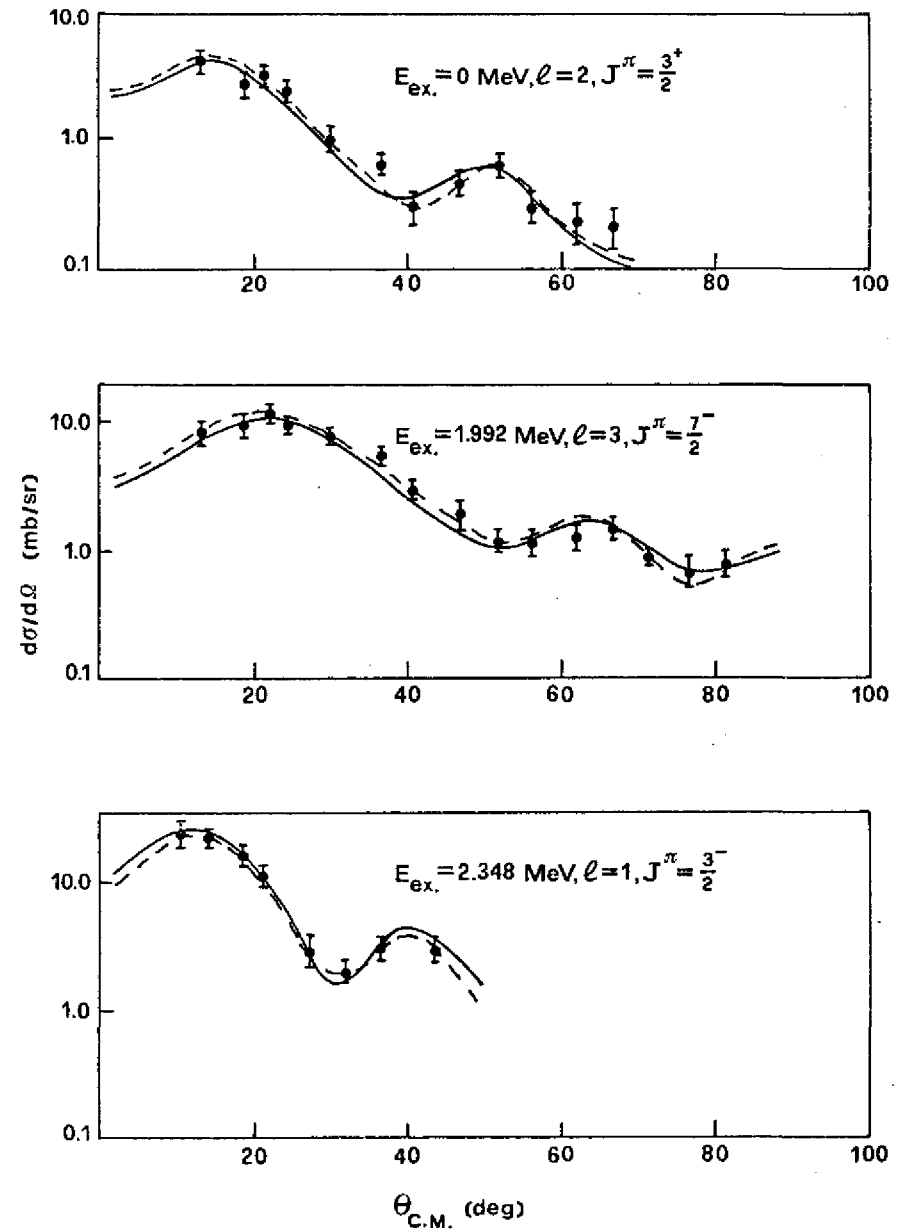 10.0
1.0
0.1
E_ex.=0 MeV, ℓ=2, J^π=3/2^+
20 40 60 80 100
dσ/dΩ (mb/sr)
10.0
1.0
0.1
E_ex.=1.992 MeV, ℓ=3, J^π=7/2^-
20 40 60 80 100
10.0
1.0
0.1
E_ex.=2.348 MeV, ℓ=1, J^π=3/2^-
20 40 60 80 100
θ_C.M. (deg)